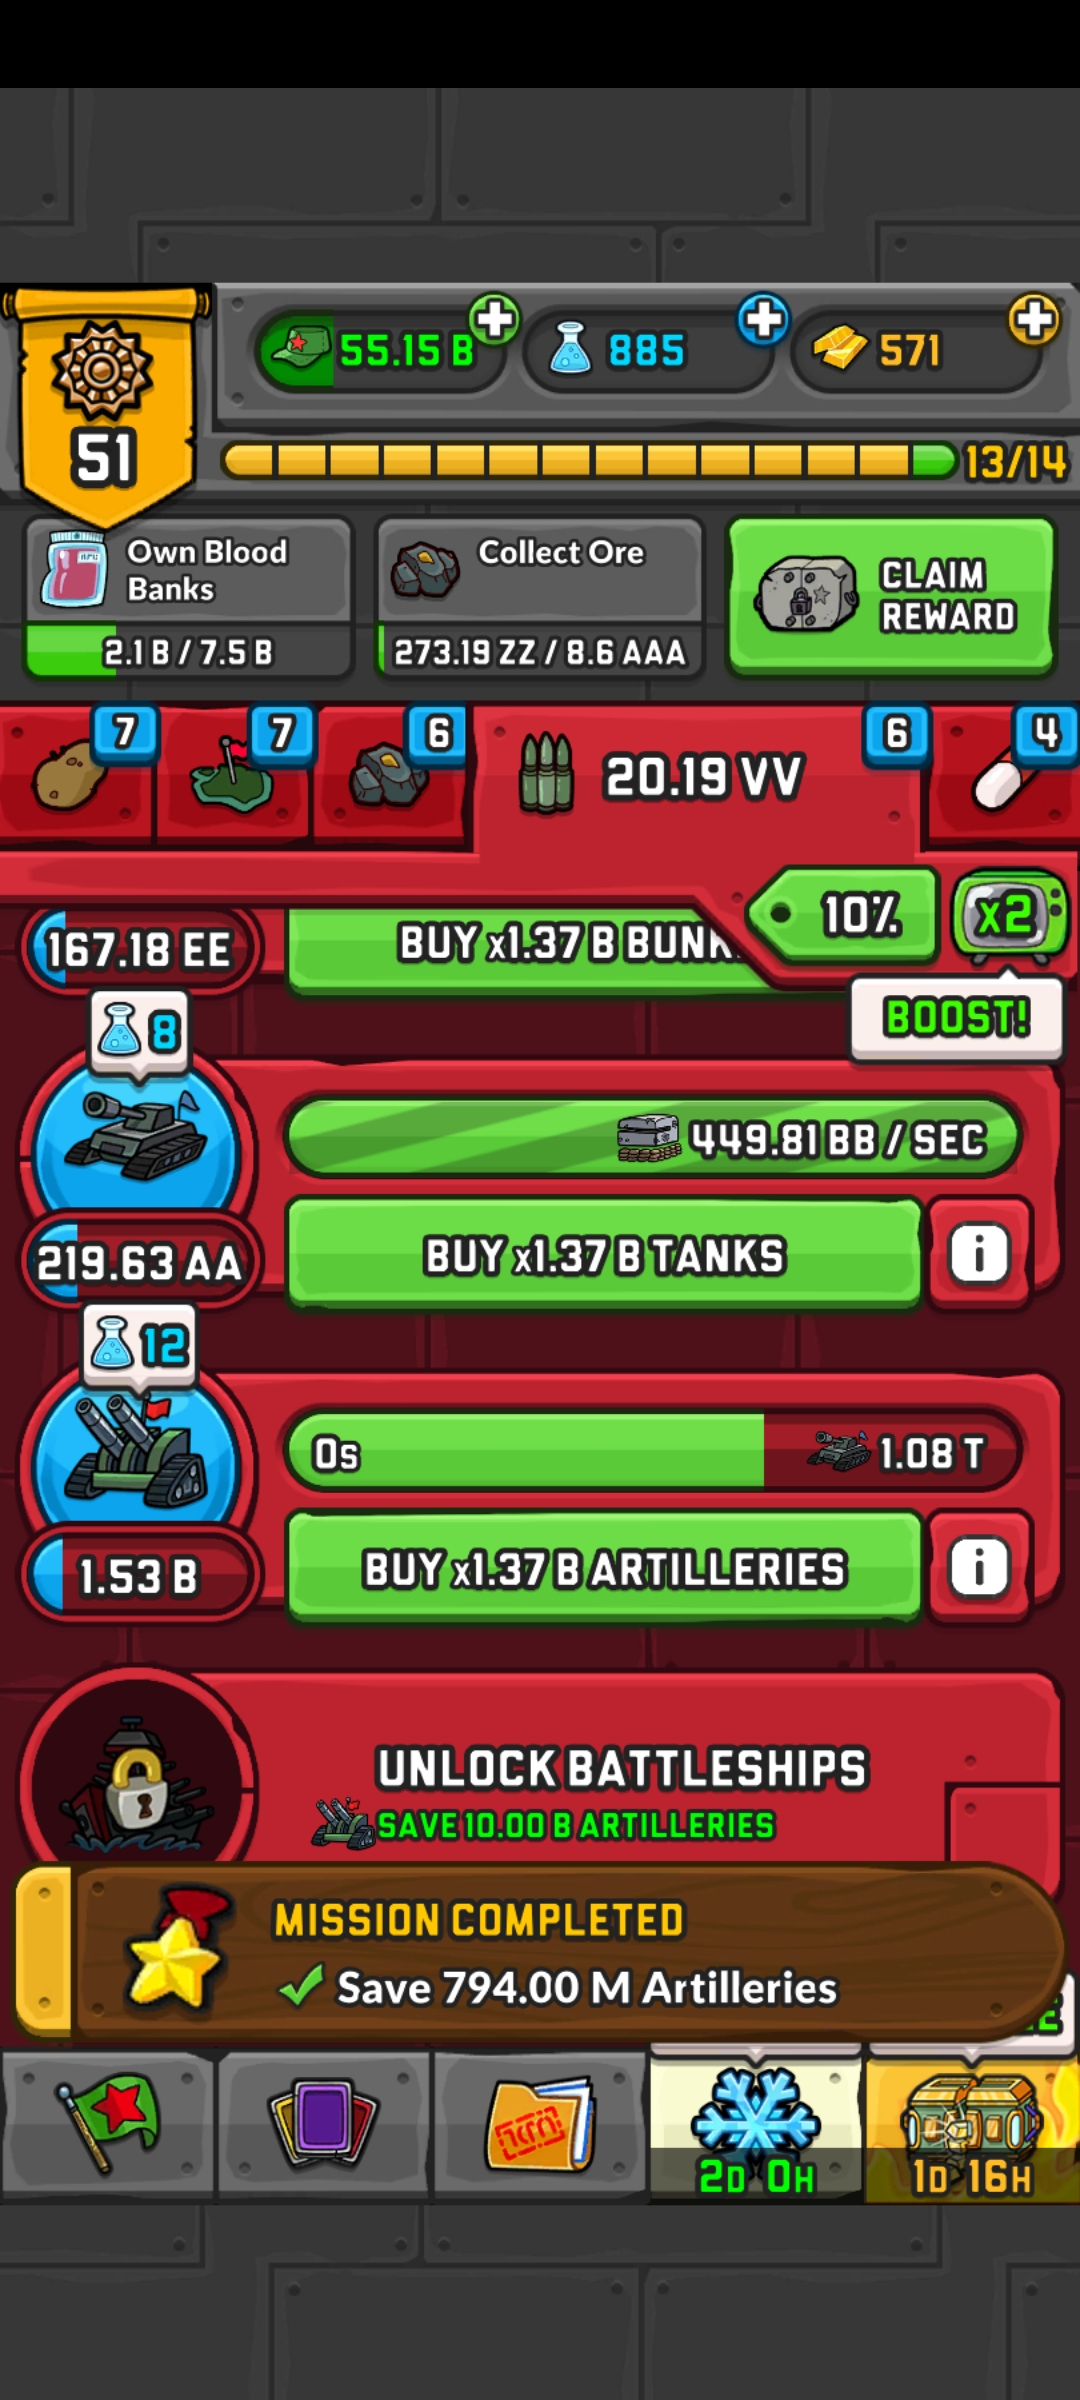 51
55.15 B
885
571
13/14
Own Blood
Banks
2.1 B / 7.5 B
Collect Ore
273.19 ZZ / 8.6 AAA
CLAIM
REWARD
7
7
6
20.19 VV
6
4
10%
x2
BOOST!
167.18 EE
BUY x1.37 B
8
449.81 BB / SEC
219.63 AA
BUY x1.37 B TANKS
i
12
0s
1.08 T
1.53 B
BUY x1.37 B ARTILLERIES
i
UNLOCK BATTLESHIPS
SAVE 10.00 B ARTILLERIES
MISSION COMPLETED
Save 794.00 M Artilleries
2D 0H
1D 16H